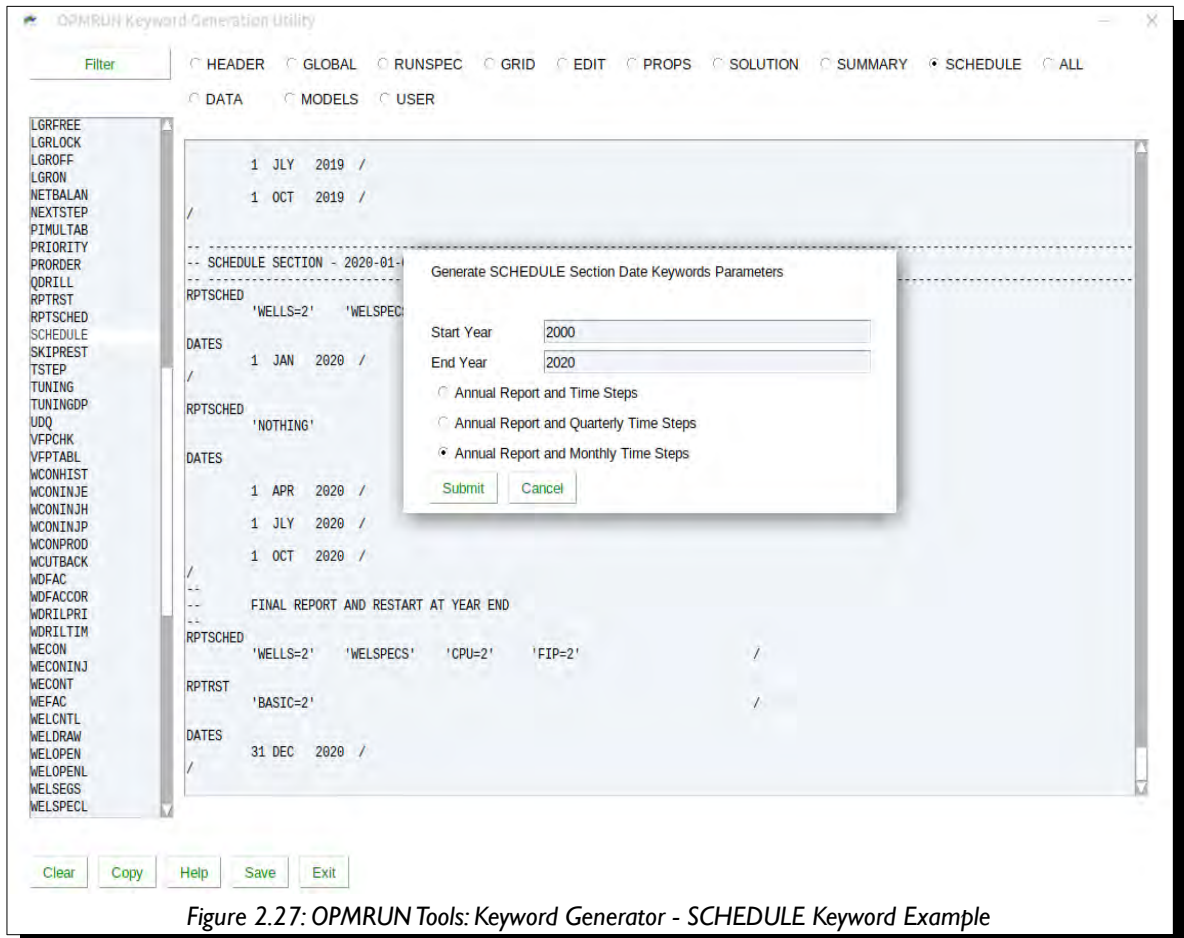 OPMRUN Keyword Generation Utility
Filter
HEADER GLOBAL RUNSPEC GRID EDIT PROPS SOLUTION SUMMARY SCHEDULE ALL
DATA MODELS USER
LGRFREE
LGRLOCK
LGROFF
LGRON
NETBALAN
NEXTSTEP
PIMULTAB
PRIORITY
PRORDER
QDRILL
RPTRST
RPTSCHED
SCHEDULE
SKIPREST
TSTEP
TUNING
TUNINGDP
UDQ
VFPCHK
VFPTABL
WCONHIST
WCONINJE
WCONINJH
WCONINJP
WCONPROD
WCUTBACK
WDFAC
WDFACCOR
WDRILPRI
WDRILTIM
WECON
WECONINJ
WECONT
WEFAC
WELCNTL
WELDRAW
WELOPEN
WELOPENL
WELSEGS
WELSPECL
1 JLY 2019 /
1 OCT 2019 /
/
-- SCHEDULE SECTION - 2020-01-
RPTSCHED
'WELLS=2' 'WELSPEC
DATES
1 JAN 2020 /
/
RPTSCHED
'NOTHING'
DATES
1 APR 2020 /
1 JLY 2020 /
1 OCT 2020 /
/
--
-- FINAL REPORT AND RESTART AT YEAR END
--
RPTSCHED
'WELLS=2' 'WELSPECS' 'CPU=2' 'FIP=2' /
RPTRST
'BASIC=2' /
DATES
31 DEC 2020 /
/
Generate SCHEDULE Section Date Keywords Parameters
Start Year 2000
End Year 2020
Annual Report and Time Steps
Annual Report and Quarterly Time Steps
Annual Report and Monthly Time Steps
Submit Cancel
Clear Copy Help Save Exit
Figure 2.27: OPMRUN Tools: Keyword Generator - SCHEDULE Keyword Example